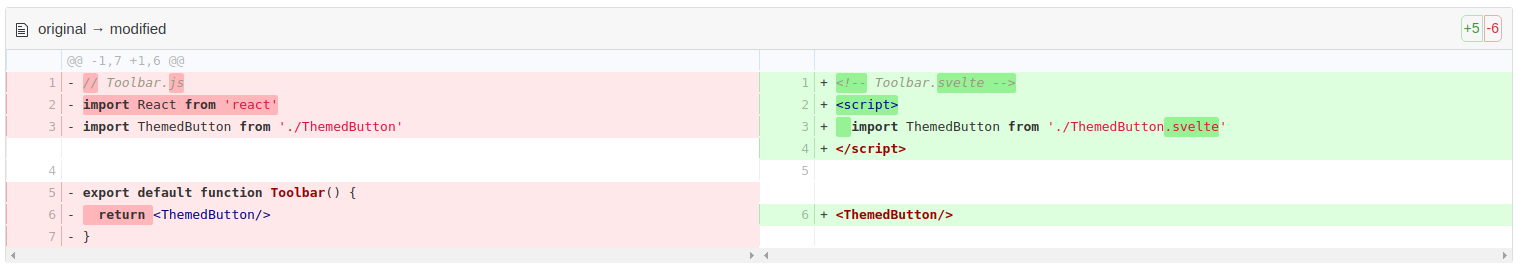 original → modified
+5 -6
@@ -1,7 +1,6 @@
1 - // Toolbar.js
2 - import React from 'react'
3 - import ThemedButton from './ThemedButton'
4
5 - export default function Toolbar() {
6 -   return <ThemedButton/>
7 - }
1 + <!-- Toolbar.svelte -->
2 + <script>
3 +   import ThemedButton from './ThemedButton.svelte'
4 + </script>
5
6 + <ThemedButton/>